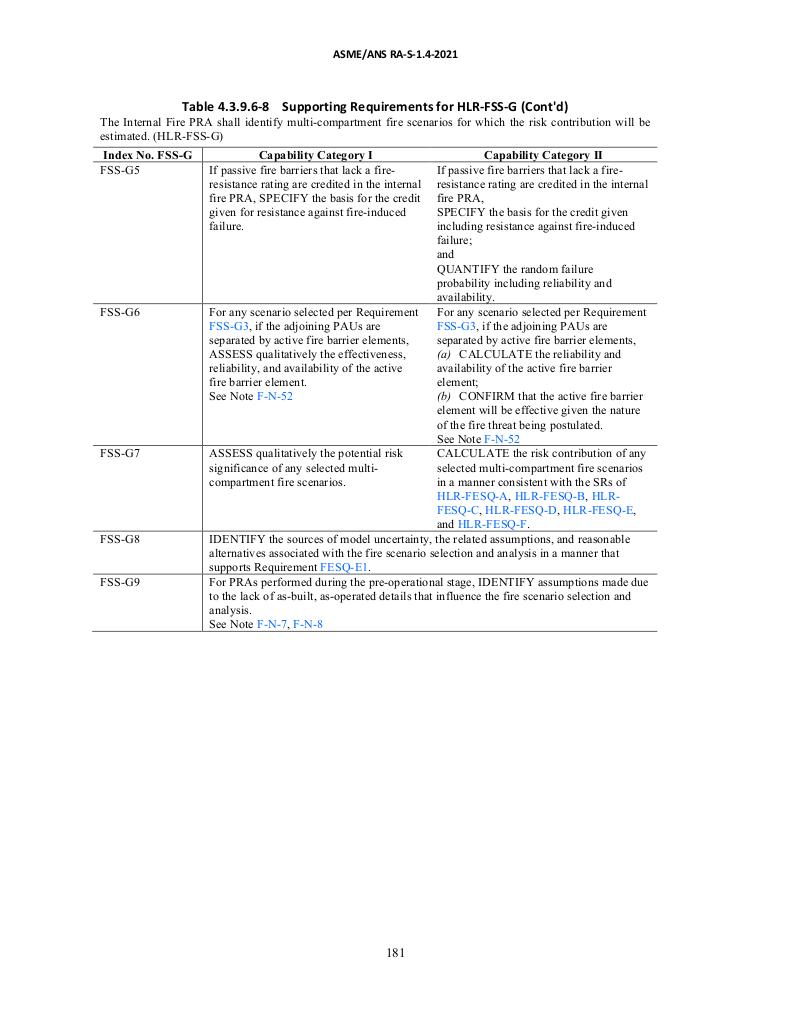 ASME/ANS RA-S-1.4-2021
Table 4.3.9.6-8 Supporting Requirements for HLR-FSS-G (Cont'd)
The Internal Fire PRA shall identify multi-compartment fire scenarios for which the risk contribution will be
estimated. (HLR-FSS-G)
Index No. FSS-G
Capability Category I
Capability Category II
FSS-G5
If passive fire barriers that lack a fire-
resistance rating are credited in the internal
fire PRA, SPECIFY the basis for the credit
given for resistance against fire-induced
failure.
If passive fire barriers that lack a fire-
resistance rating are credited in the internal
fire PRA,
SPECIFY the basis for the credit given
including resistance against fire-induced
failure;
and
QUANTIFY the random failure
probability including reliability and
availability.
FSS-G6
For any scenario selected per Requirement
FSS-G3, if the adjoining PAUs are
separated by active fire barrier elements,
ASSESS qualitatively the effectiveness,
reliability, and availability of the active
fire barrier element.
See Note F-N-52
For any scenario selected per Requirement
FSS-G3, if the adjoining PAUs are
separated by active fire barrier elements,
(a) CALCULATE the reliability and
availability of the active fire barrier
element;
(b) CONFIRM that the active fire barrier
element will be effective given the nature
of the fire threat being postulated.
See Note F-N-52
FSS-G7
ASSESS qualitatively the potential risk
significance of any selected multi-
compartment fire scenarios.
CALCULATE the risk contribution of any
selected multi-compartment fire scenarios
in a manner consistent with the SRs of
HLR-FESQ-A, HLR-FESQ-B, HLR-
FESQ-C, HLR-FESQ-D, HLR-FESQ-E,
and HLR-FESQ-F.
FSS-G8
IDENTIFY the sources of model uncertainty, the related assumptions, and reasonable
alternatives associated with the fire scenario selection and analysis in a manner that
supports Requirement FESQ-E1.
FSS-G9
For PRAs performed during the pre-operational stage, IDENTIFY assumptions made due
to the lack of as-built, as-operated details that influence the fire scenario selection and
analysis.
See Note F-N-7, F-N-8
181